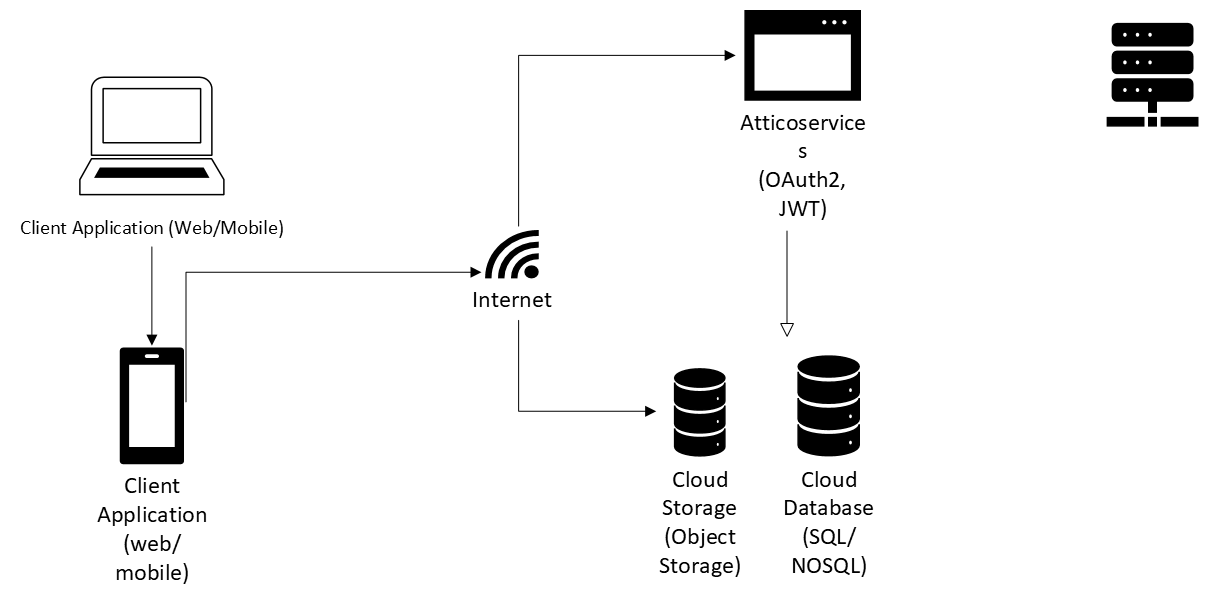 Atticoservice
s
(OAuth2,
JWT)
Client Application (Web/Mobile)
Internet
Client
Application
(web/
mobile)
Cloud
Storage
(Object
Storage)
Cloud
Database
(SQL/
NOSQL)